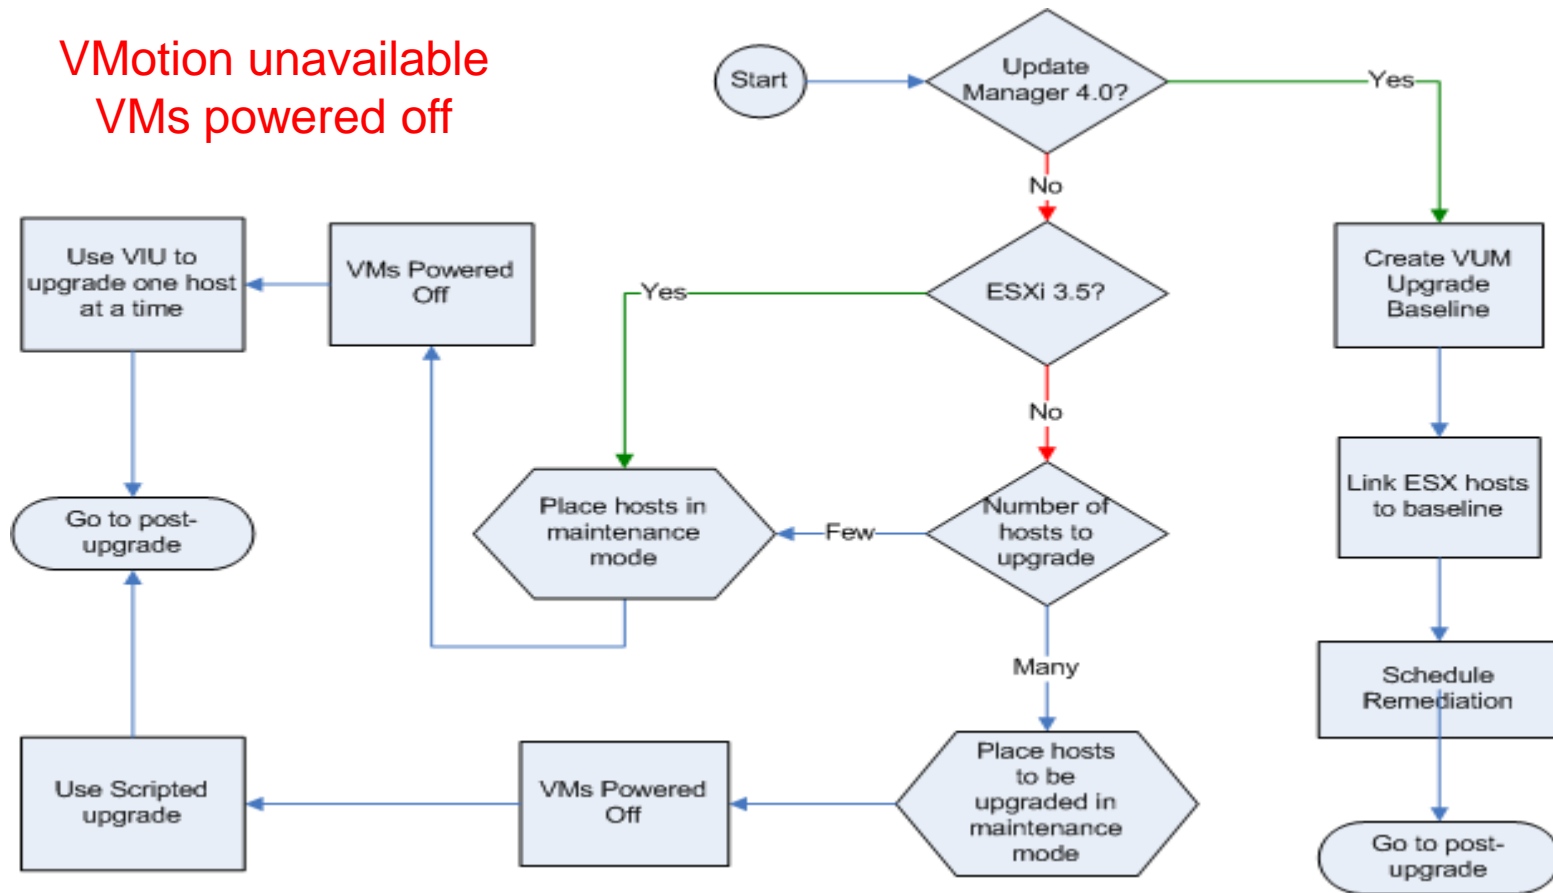 VMotion unavailable
VMs powered off
Start
Update
Manager 4.0?
Yes
No
Use VIU to
upgrade one host
at a time
VMs Powered
Off
Yes
ESXi 3.5?
Create VUM
Upgrade
Baseline
No
Go to post-
upgrade
Place hosts in
maintenance
mode
Few
Number of
hosts to
upgrade
Link ESX hosts
to baseline
Many
Schedule
Remediation
Use Scripted
upgrade
VMs Powered
Off
Place hosts
to be
upgraded in
maintenance
mode
Go to post-
upgrade